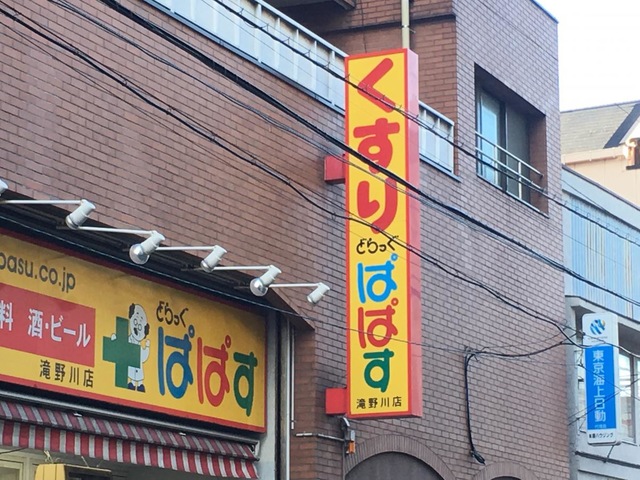 くすり
どらっぐ
ぱぱす
滝野川店
pasu.co.jp
料 酒・ビール
どらっぐ
ぱぱす
滝野川店
東京海上日動